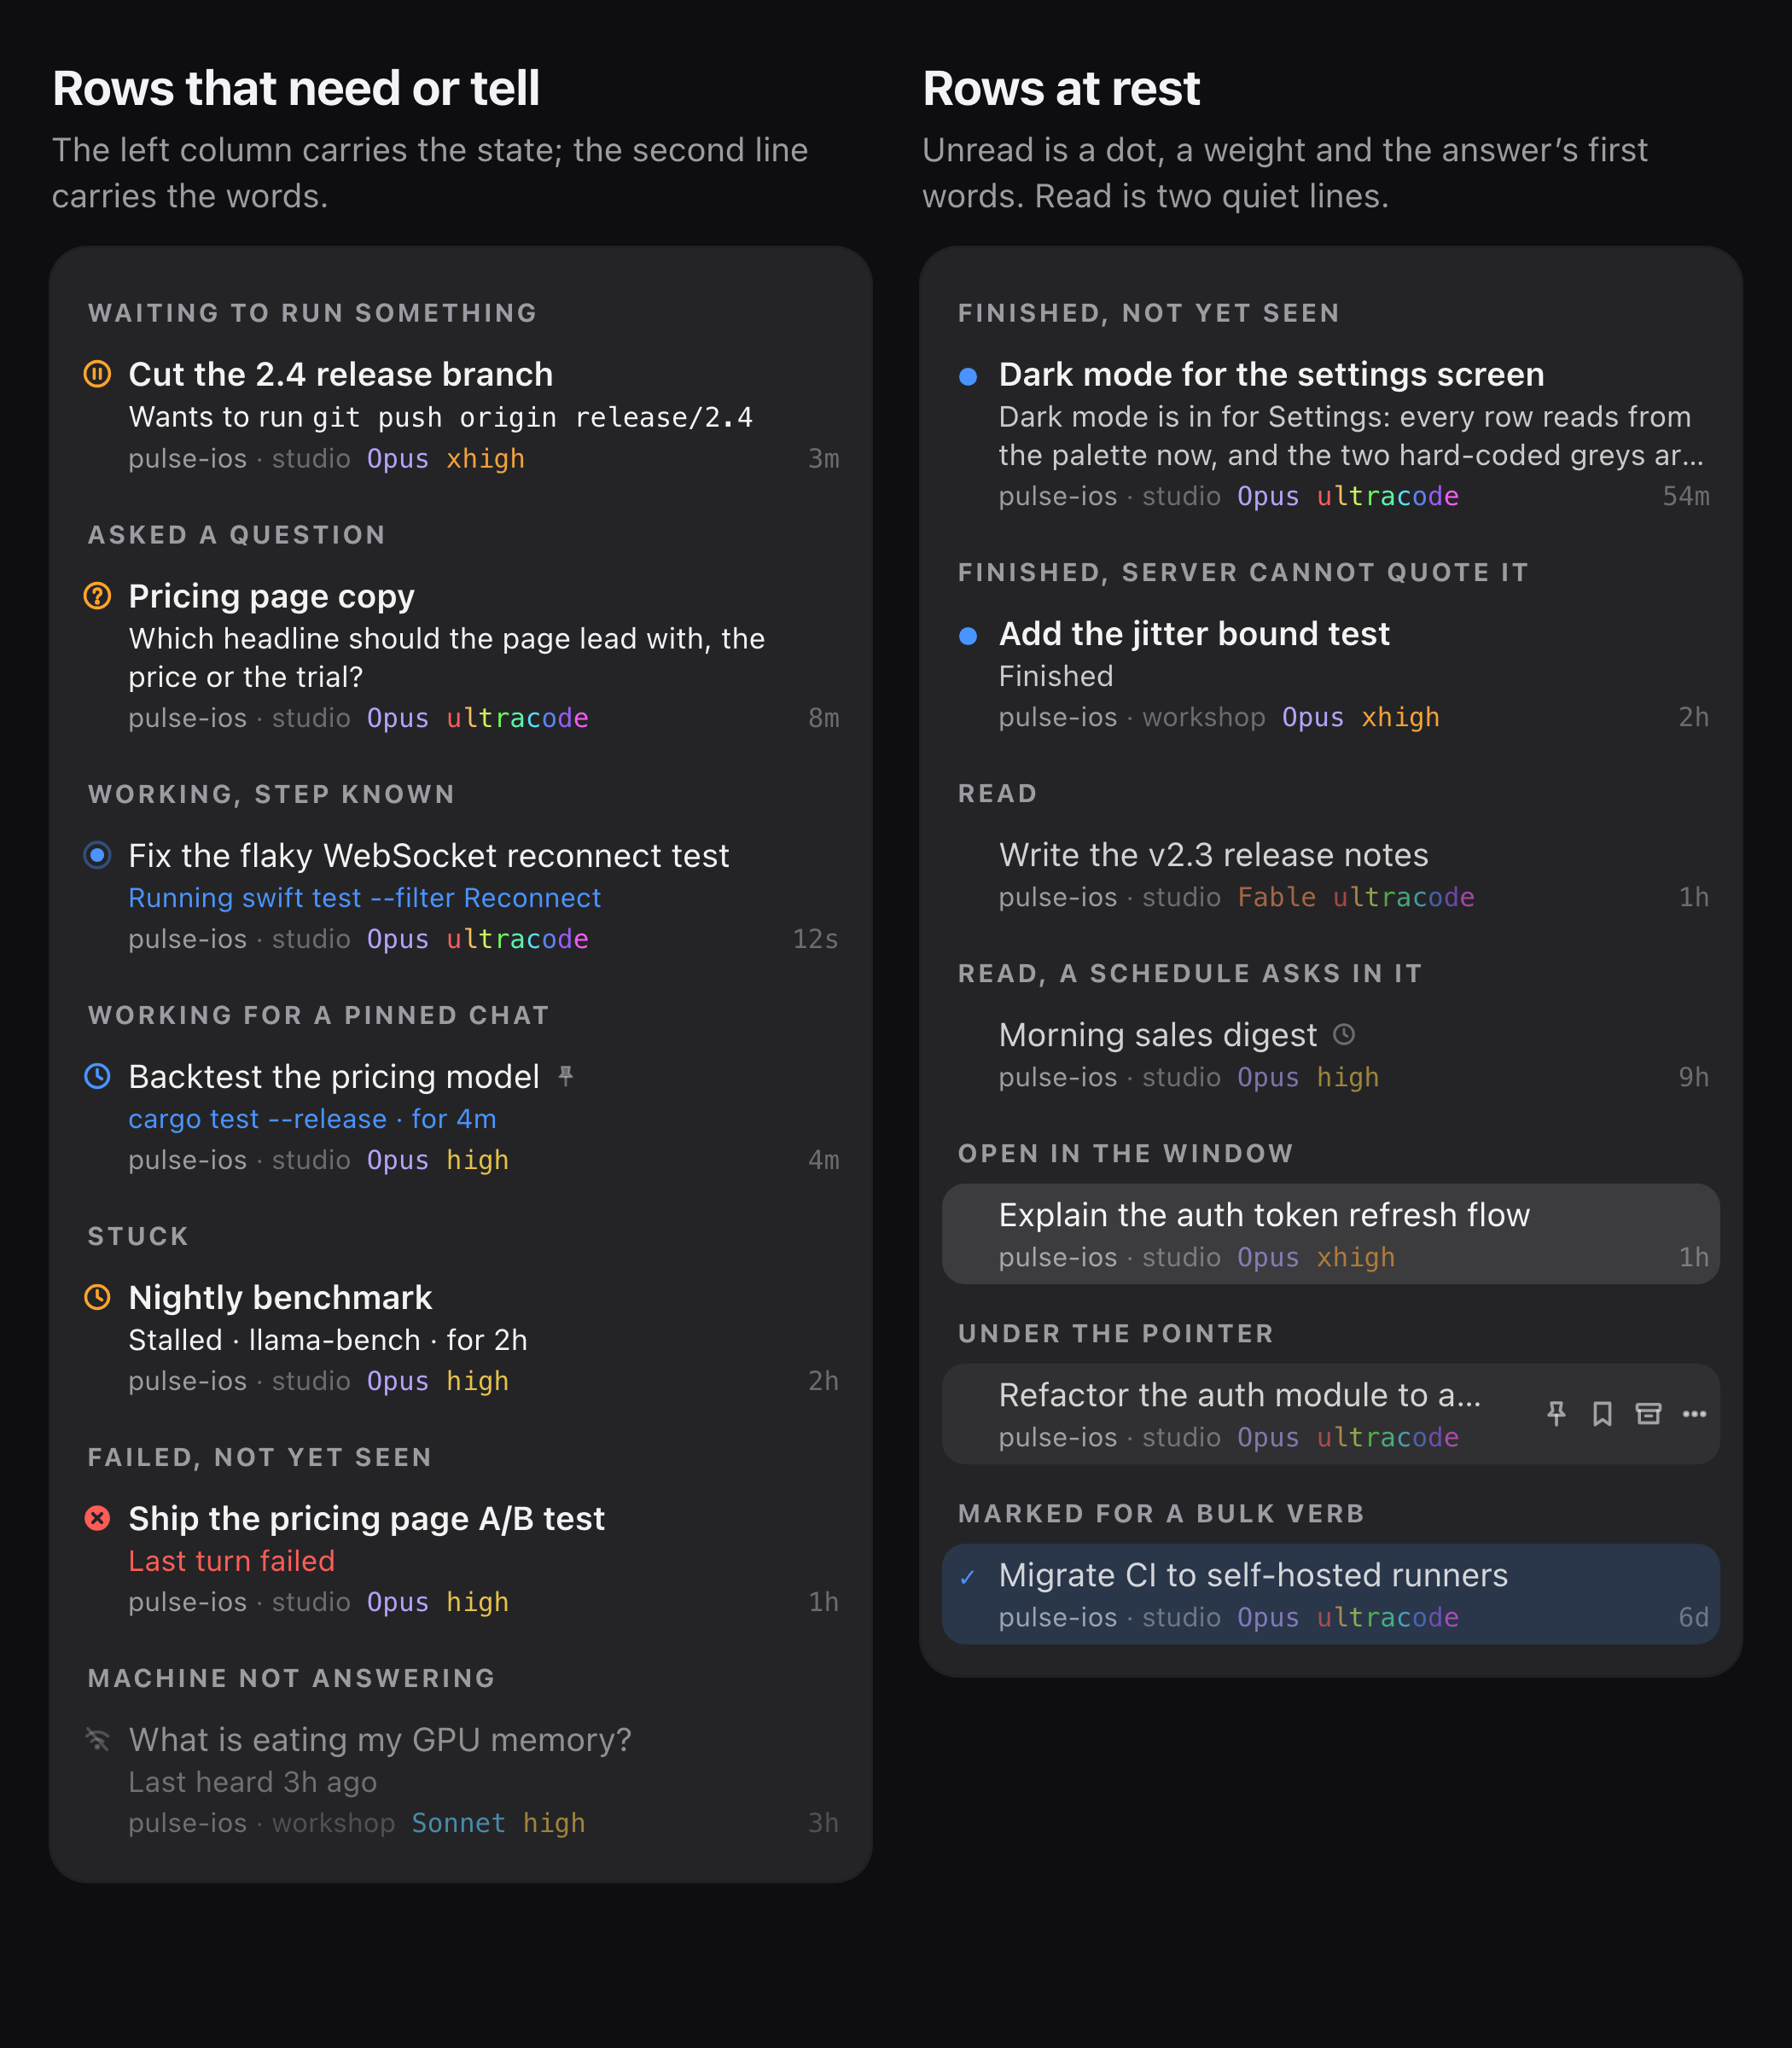 Rows that need or tell
The left column carries the state; the second line
carries the words.
WAITING TO RUN SOMETHING
Cut the 2.4 release branch
Wants to run git push origin release/2.4
pulse-ios · studio Opus xhigh 3m
ASKED A QUESTION
Pricing page copy
Which headline should the page lead with, the
price or the trial?
pulse-ios · studio Opus ultracode 8m
WORKING, STEP KNOWN
Fix the flaky WebSocket reconnect test
Running swift test --filter Reconnect
pulse-ios · studio Opus ultracode 12s
WORKING FOR A PINNED CHAT
Backtest the pricing model
cargo test --release · for 4m
pulse-ios · studio Opus high 4m
STUCK
Nightly benchmark
Stalled · llama-bench · for 2h
pulse-ios · studio Opus high 2h
FAILED, NOT YET SEEN
Ship the pricing page A/B test
Last turn failed
pulse-ios · studio Opus high 1h
MACHINE NOT ANSWERING
What is eating my GPU memory?
Last heard 3h ago
pulse-ios · workshop Sonnet high 3h
Rows at rest
Unread is a dot, a weight and the answer’s first
words. Read is two quiet lines.
FINISHED, NOT YET SEEN
Dark mode for the settings screen
Dark mode is in for Settings: every row reads from
the palette now, and the two hard-coded greys ar…
pulse-ios · studio Opus ultracode 54m
FINISHED, SERVER CANNOT QUOTE IT
Add the jitter bound test
Finished
pulse-ios · workshop Opus xhigh 2h
READ
Write the v2.3 release notes
pulse-ios · studio Fable ultracode 1h
READ, A SCHEDULE ASKS IN IT
Morning sales digest
pulse-ios · studio Opus high 9h
OPEN IN THE WINDOW
Explain the auth token refresh flow
pulse-ios · studio Opus xhigh 1h
UNDER THE POINTER
Refactor the auth module to a…
pulse-ios · studio Opus ultracode
MARKED FOR A BULK VERB
✓ Migrate CI to self-hosted runners
pulse-ios · studio Opus ultracode 6d